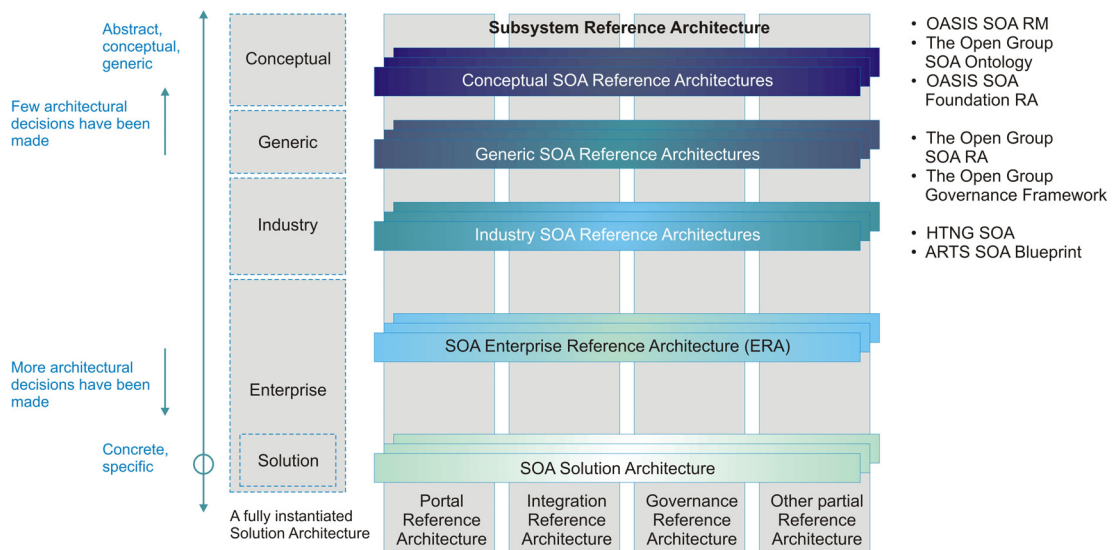 Abstract,
conceptual,
generic
Few architectural
decisions have been
made
More architectural
decisions have been
made
Concrete,
specific
Conceptual
Generic
Industry
Enterprise
Solution
A fully instantiated
Solution Architecture
Subsystem Reference Architecture
Conceptual SOA Reference Architectures
Generic SOA Reference Architectures
Industry SOA Reference Architectures
SOA Enterprise Reference Architecture (ERA)
SOA Solution Architecture
Portal
Reference
Architecture
Integration
Reference
Architecture
Governance
Reference
Architecture
Other partial
Reference
Architecture
• OASIS SOA RM
• The Open Group
SOA Ontology
• OASIS SOA
Foundation RA
• The Open Group
SOA RA
• The Open Group
Governance Framework
• HTNG SOA
• ARTS SOA Blueprint